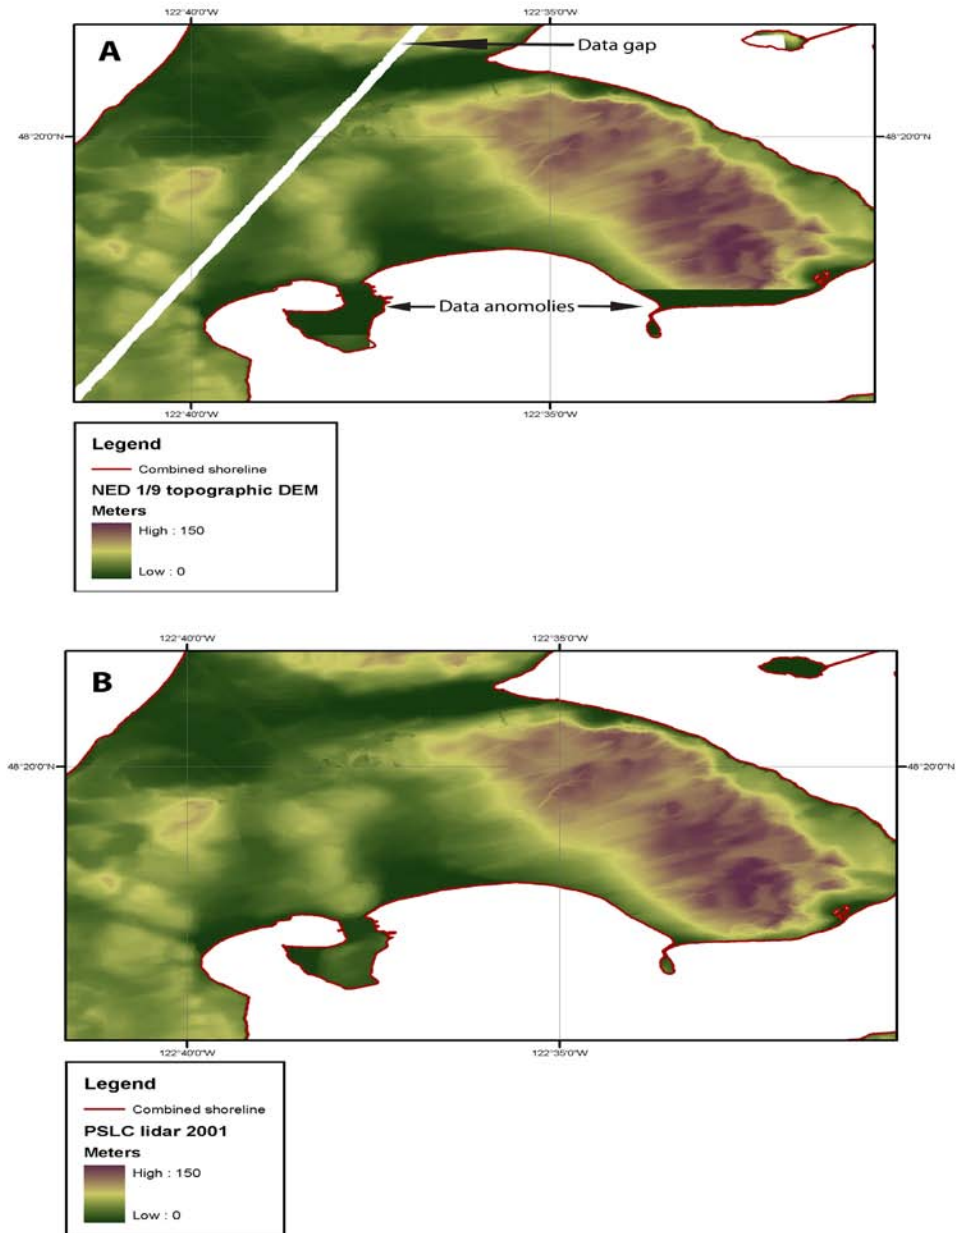 122°40'0"W
122°35'0"W
A
Data gap
48°20'0"N
48°20'0"N
Data anomolies
122°40'0"W
122°35'0"W
Legend
Combined shoreline
NED 1/9 topographic DEM
Meters
High : 150
Low : 0
122°40'0"W
122°35'0"W
B
48°20'0"N
48°20'0"N
122°40'0"W
122°35'0"W
Legend
Combined shoreline
PSLC lidar 2001
Meters
High : 150
Low : 0